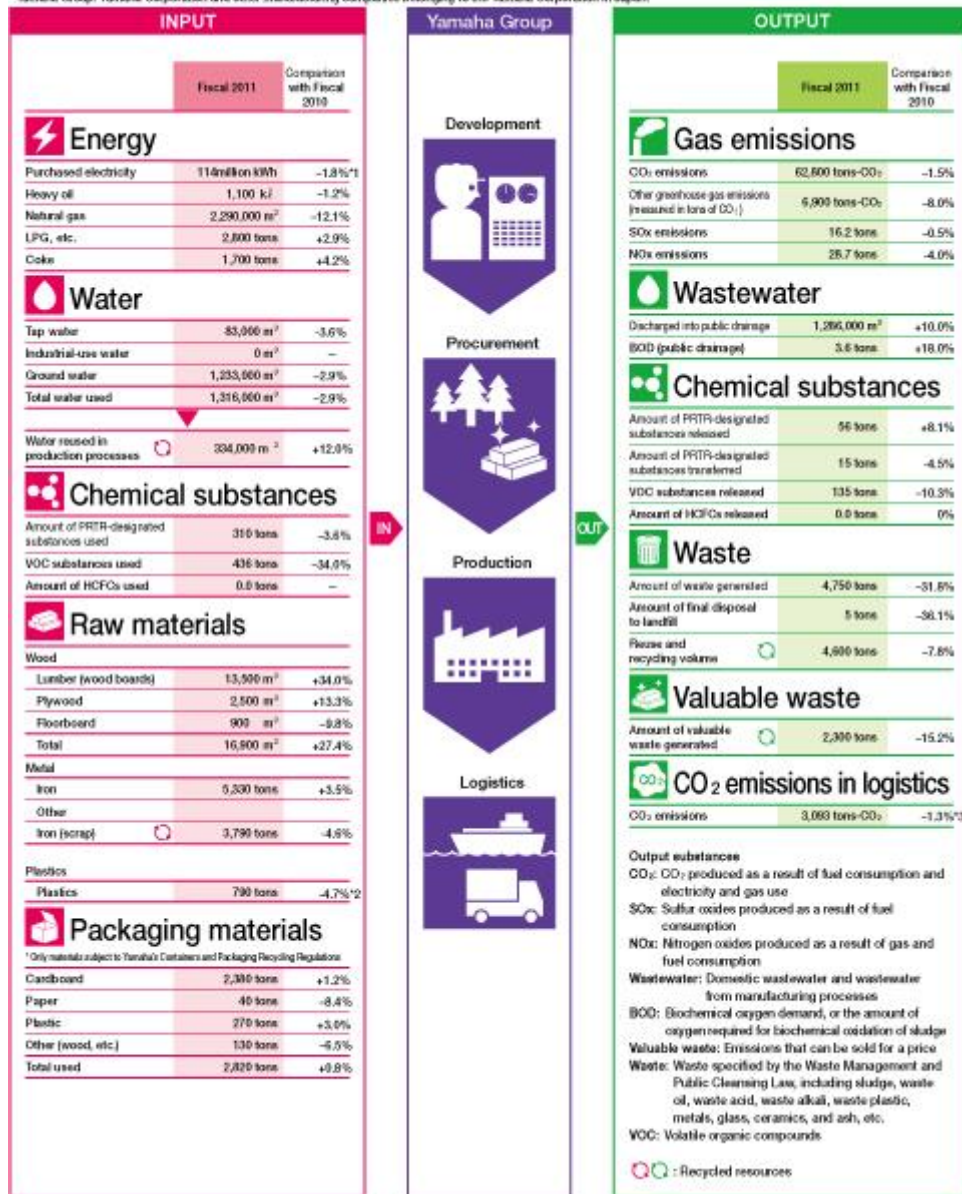 INPUT
Fiscal 2011
Comparison
with Fiscal
2010
Energy
Purchased electricity 114million kWh -1.8%*1
Heavy oil 1,100 kℓ -1.2%
Natural gas 2,290,000 m³ -12.1%
LPG, etc. 2,800 tons +2.9%
Coke 1,700 tons +4.2%
Water
Tap water 83,000 m³ -3.6%
Industrial-use water 0 m³ –
Ground water 1,233,000 m³ -2.9%
Total water used 1,316,000 m³ -2.9%
Water reused in
production processes 334,000 m³ +12.0%
Chemical substances
Amount of PRTR-designated
substances used 310 tons -3.6%
VOC substances used 436 tons -34.0%
Amount of HCFCs used 0.0 tons –
Raw materials
Wood
Lumber (wood boards) 13,500 m³ +34.0%
Plywood 2,500 m³ +13.3%
Floorboard 900 m³ -9.8%
Total 16,900 m³ +27.4%
Metal
Iron 5,330 tons +3.5%
Other
Iron (scrap) 3,790 tons -4.6%
Plastics
Plastics 790 tons -4.7%*2
Packaging materials
* Only materials subject to Yamaha's Containers and Packaging Recycling Regulations
Cardboard 2,380 tons +1.2%
Paper 40 tons -8.4%
Plastic 270 tons +3.0%
Other (wood, etc.) 130 tons -6.5%
Total used 2,820 tons +0.8%
IN
Yamaha Group
Development
Procurement
Production
Logistics
OUT
OUTPUT
Fiscal 2011
Comparison
with Fiscal
2010
Gas emissions
CO₂ emissions 62,800 tons-CO₂ -1.5%
Other greenhouse gas emissions
(measured in tons of CO₂) 6,900 tons-CO₂ -8.0%
SOx emissions 16.2 tons -0.5%
NOx emissions 28.7 tons -4.0%
Wastewater
Discharged into public drainage 1,286,000 m³ +10.0%
BOD (public drainage) 3.6 tons +18.0%
Chemical substances
Amount of PRTR-designated
substances released 56 tons +8.1%
Amount of PRTR-designated
substances transferred 15 tons -4.5%
VOC substances released 135 tons -10.3%
Amount of HCFCs released 0.0 tons 0%
Waste
Amount of waste generated 4,750 tons -31.8%
Amount of final disposal
to landfill 5 tons -36.1%
Reuse and
recycling volume 4,600 tons -7.8%
Valuable waste
Amount of valuable
waste generated 2,300 tons -15.2%
CO₂ emissions in logistics
CO₂ emissions 3,093 tons-CO₂ -1.3%*3
Output substances
CO₂: CO₂ produced as a result of fuel consumption and
electricity and gas use
SOx: Sulfur oxides produced as a result of fuel
consumption
NOx: Nitrogen oxides produced as a result of gas and
fuel consumption
Wastewater: Domestic wastewater and wastewater
from manufacturing processes
BOD: Biochemical oxygen demand, or the amount of
oxygen required for biochemical oxidation of sludge
Valuable waste: Emissions that can be sold for a price
Waste: Waste specified by the Waste Management and
Public Cleansing Law, including sludge, waste
oil, waste acid, waste alkali, waste plastic,
metals, glass, ceramics, and ash, etc.
VOC: Volatile organic compounds
: Recycled resources